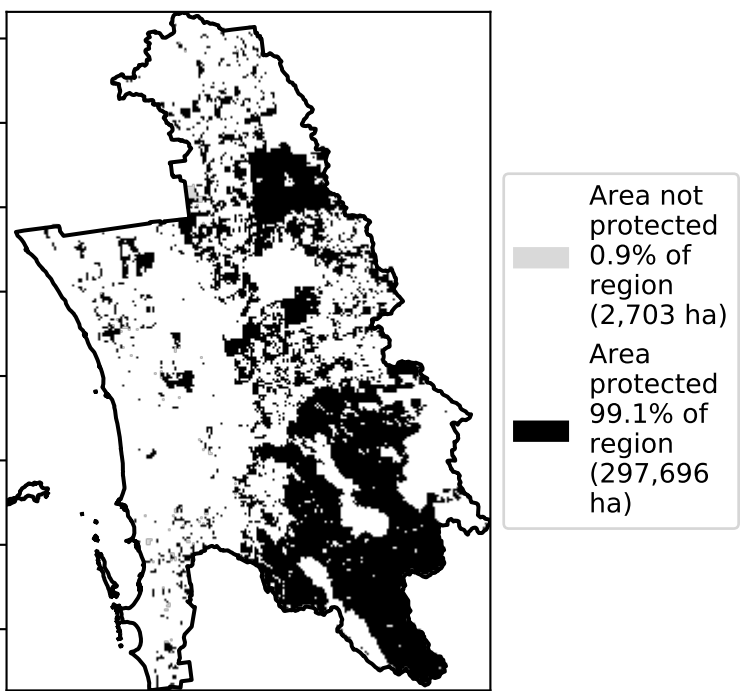 Area not
protected
0.9% of
region
(2,703 ha)
Area
protected
99.1% of
region
(297,696
ha)